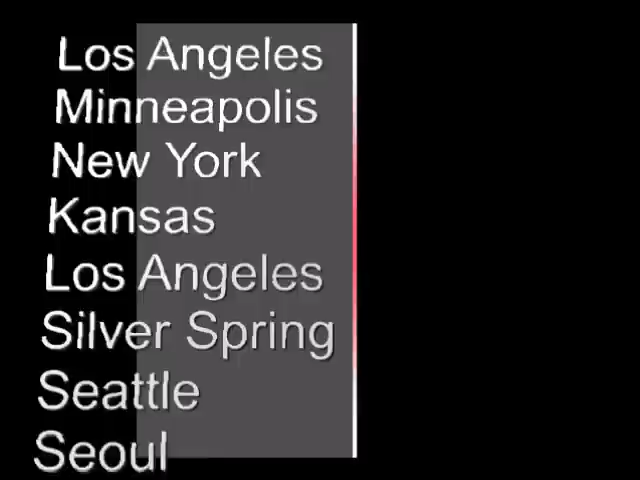 Los Angeles
Minneapolis
New York
Kansas
Los Angeles
Silver Spring
Seattle
Seoul